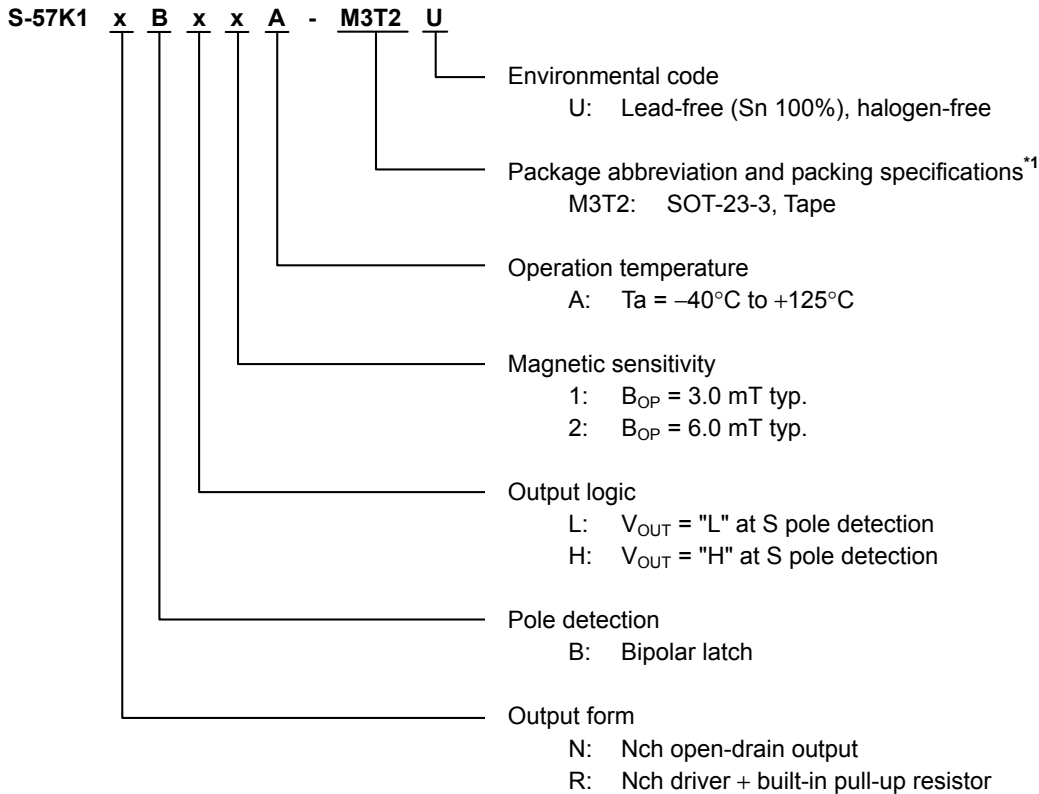 S-57K1 x B x x A - M3T2 U
Environmental code
U: Lead-free (Sn 100%), halogen-free
Package abbreviation and packing specifications*1
M3T2: SOT-23-3, Tape
Operation temperature
A: Ta = −40°C to +125°C
Magnetic sensitivity
1: BOP = 3.0 mT typ.
2: BOP = 6.0 mT typ.
Output logic
L: VOUT = "L" at S pole detection
H: VOUT = "H" at S pole detection
Pole detection
B: Bipolar latch
Output form
N: Nch open-drain output
R: Nch driver + built-in pull-up resistor